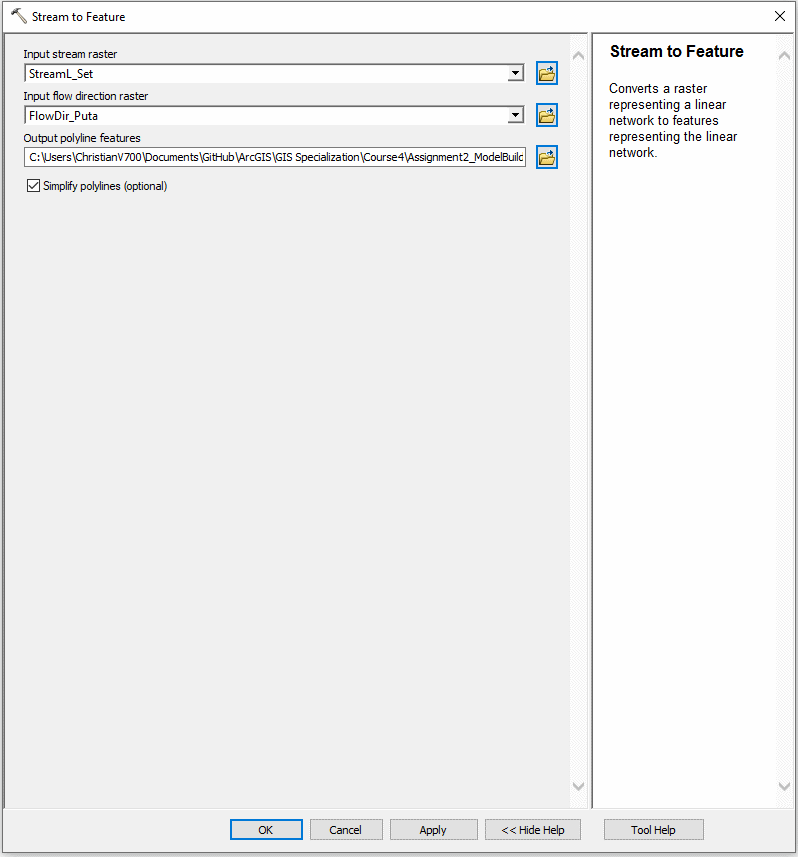 Stream to Feature
Input stream raster
StreamL_Set
Input flow direction raster
FlowDir_Puta
Output polyline features
C:\Users\ChristianV700\Documents\GitHub\ArcGIS\GIS Specialization\Course4\Assignment2_ModelBuild
Simplify polylines (optional)
Stream to Feature
Converts a raster
representing a linear
network to features
representing the linear
network.
OK
Cancel
Apply
<< Hide Help
Tool Help